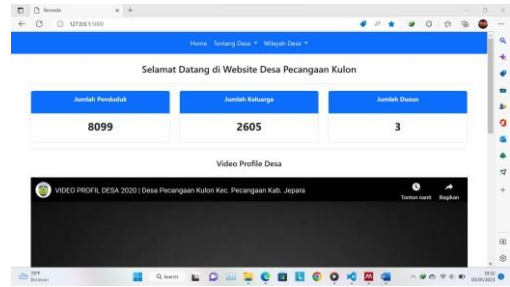 Beranda
127.0.0.1:5000
Home Tentang Desa Wilayah Desa
Selamat Datang di Website Desa Pecangaan Kulon
Jumlah Penduduk Jumlah Keluarga Jumlah Dusun
8099 2605 3
Video Profile Desa
VIDEO PROFIL DESA 2020 | Desa Pecangaan Kulon Kec. Pecangaan Kab. Jepara
Tonton nanti Bagikan
Search
10:32